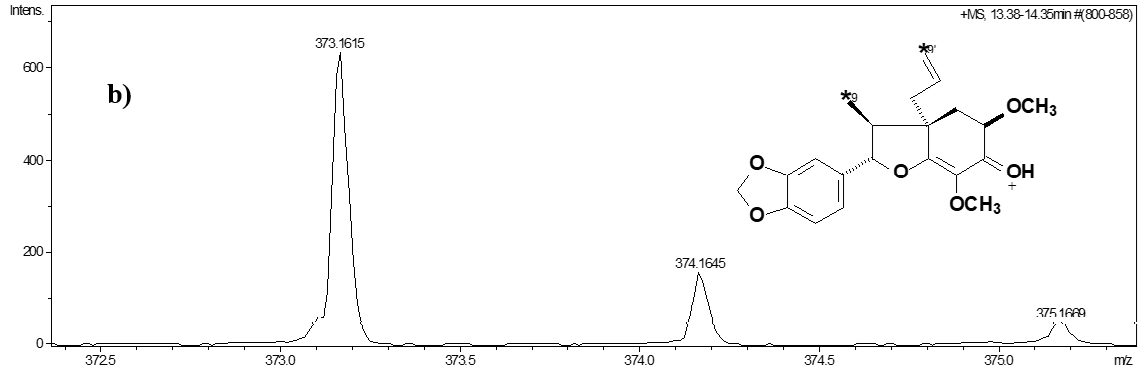 Intens.
+MS, 13.38-14.35min #(800-858)
373.1615
*9'
600
b)
*9
OCH3
O
400
O
OH
+
O
OCH3
200
374.1645
375.1669
0
372.5
373.0
373.5
374.0
374.5
375.0
m/z